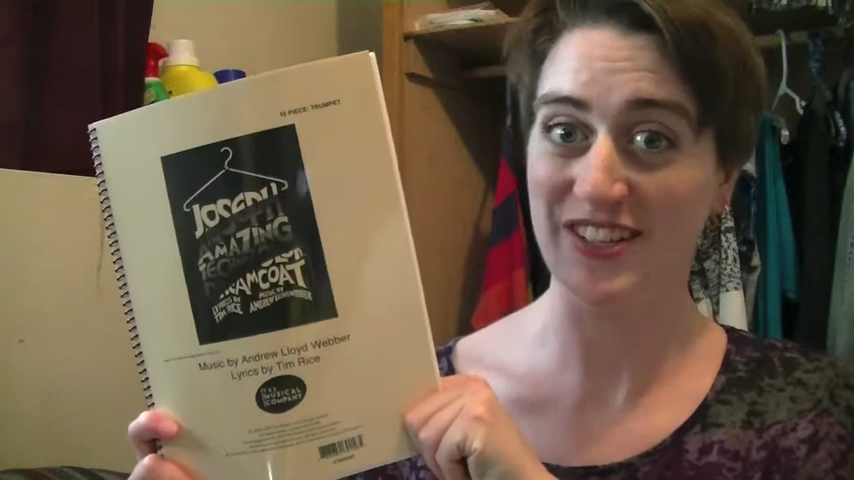 10 PIECE: TRUMPET
JOSEPH
AMAZING
AMCOAT
LYRICS BY
TIM RICE
MUSIC BY
ANDREW LLOYD WEBBER
Music by Andrew Lloyd Webber
Lyrics by Tim Rice
THE
MUSICAL
COMPANY